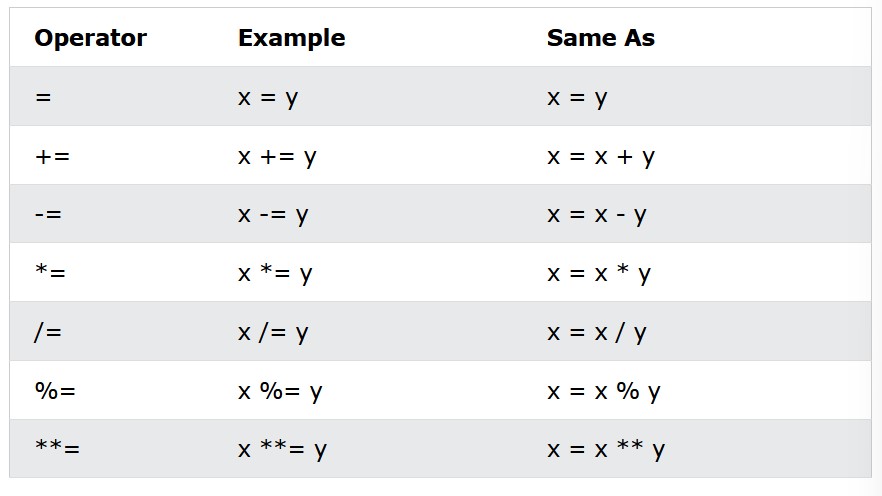 Operator Example Same As
= x = y x = y
+= x += y x = x + y
-= x -= y x = x - y
*= x *= y x = x * y
/= x /= y x = x / y
%= x %= y x = x % y
**= x **= y x = x ** y